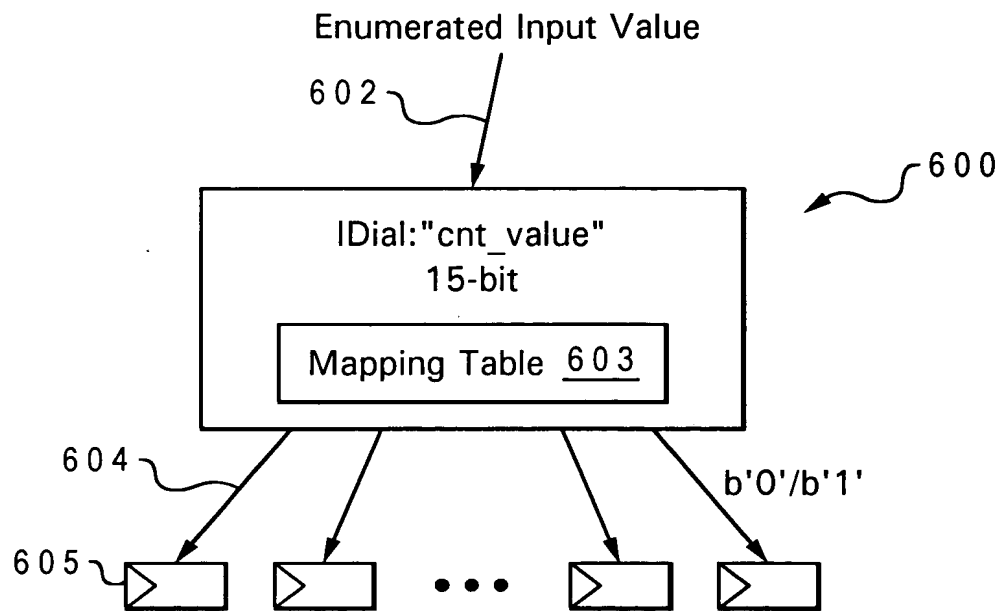 Enumerated Input Value
602
600
IDial:"cnt_value"
15-bit
Mapping Table 603
604
b'0'/b'1'
605